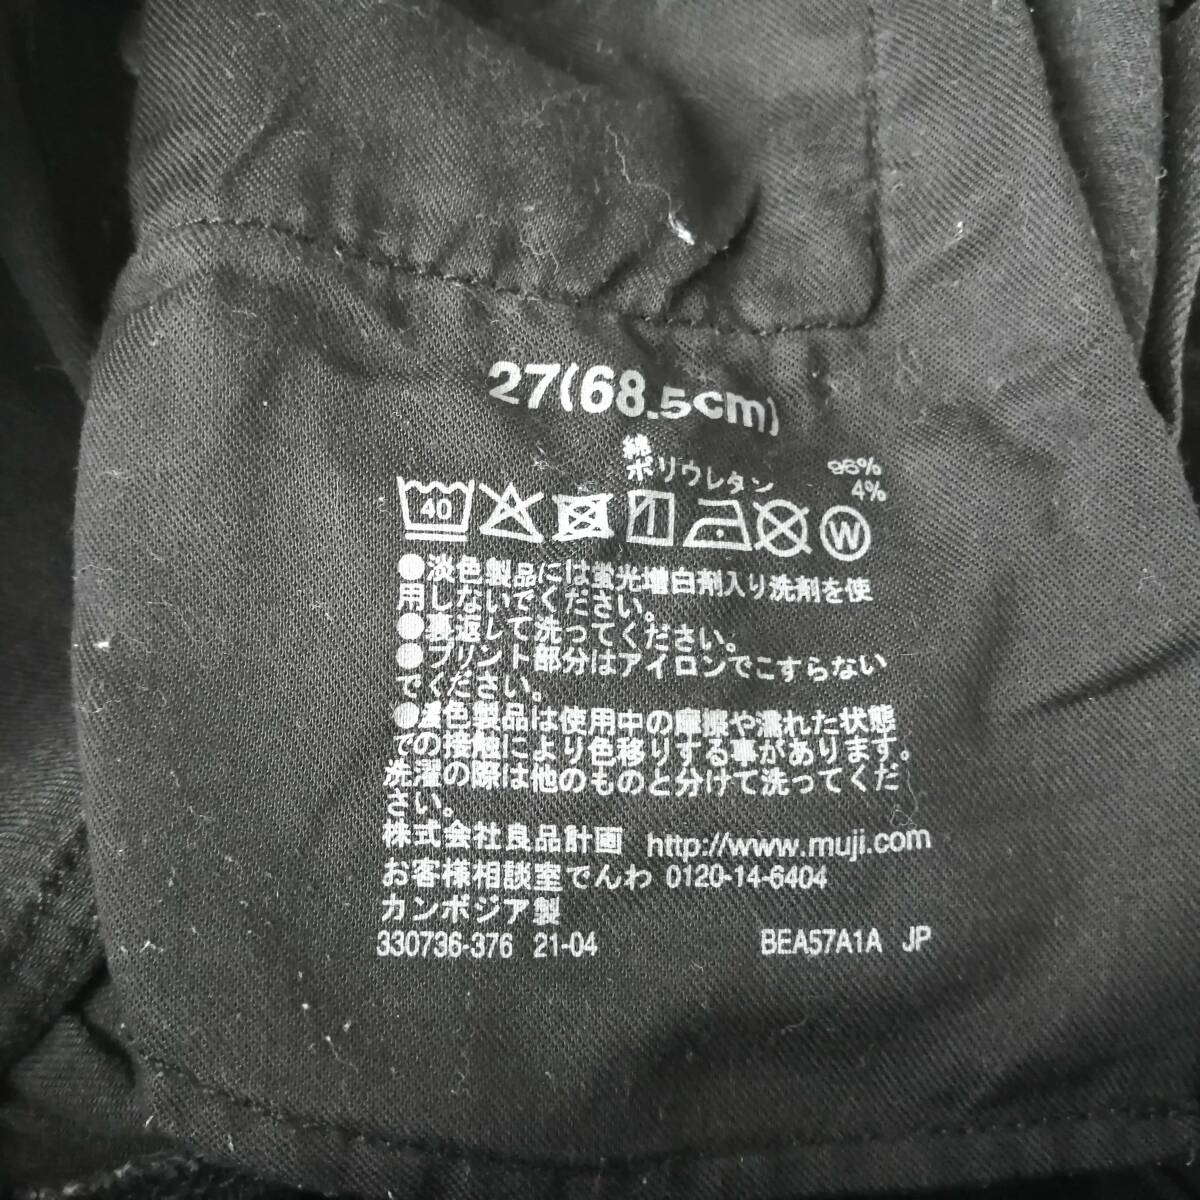 27(68.5cm)
綿 96%
ポリウレタン 4%
40 W
●淡色製品には蛍光増白剤入り洗剤を使
用しないでください。
●裏返して洗ってください。
●プリント部分はアイロンでこすらない
でください。
●濃色製品は使用中の摩擦や濡れた状態
での接触により色移りする事があります。
洗濯の際は他のものと分けて洗ってくだ
さい。
株式会社良品計画 http://www.muji.com
お客様相談室でんわ 0120-14-6404
カンボジア製
330736-376 21-04 BEA57A1A JP